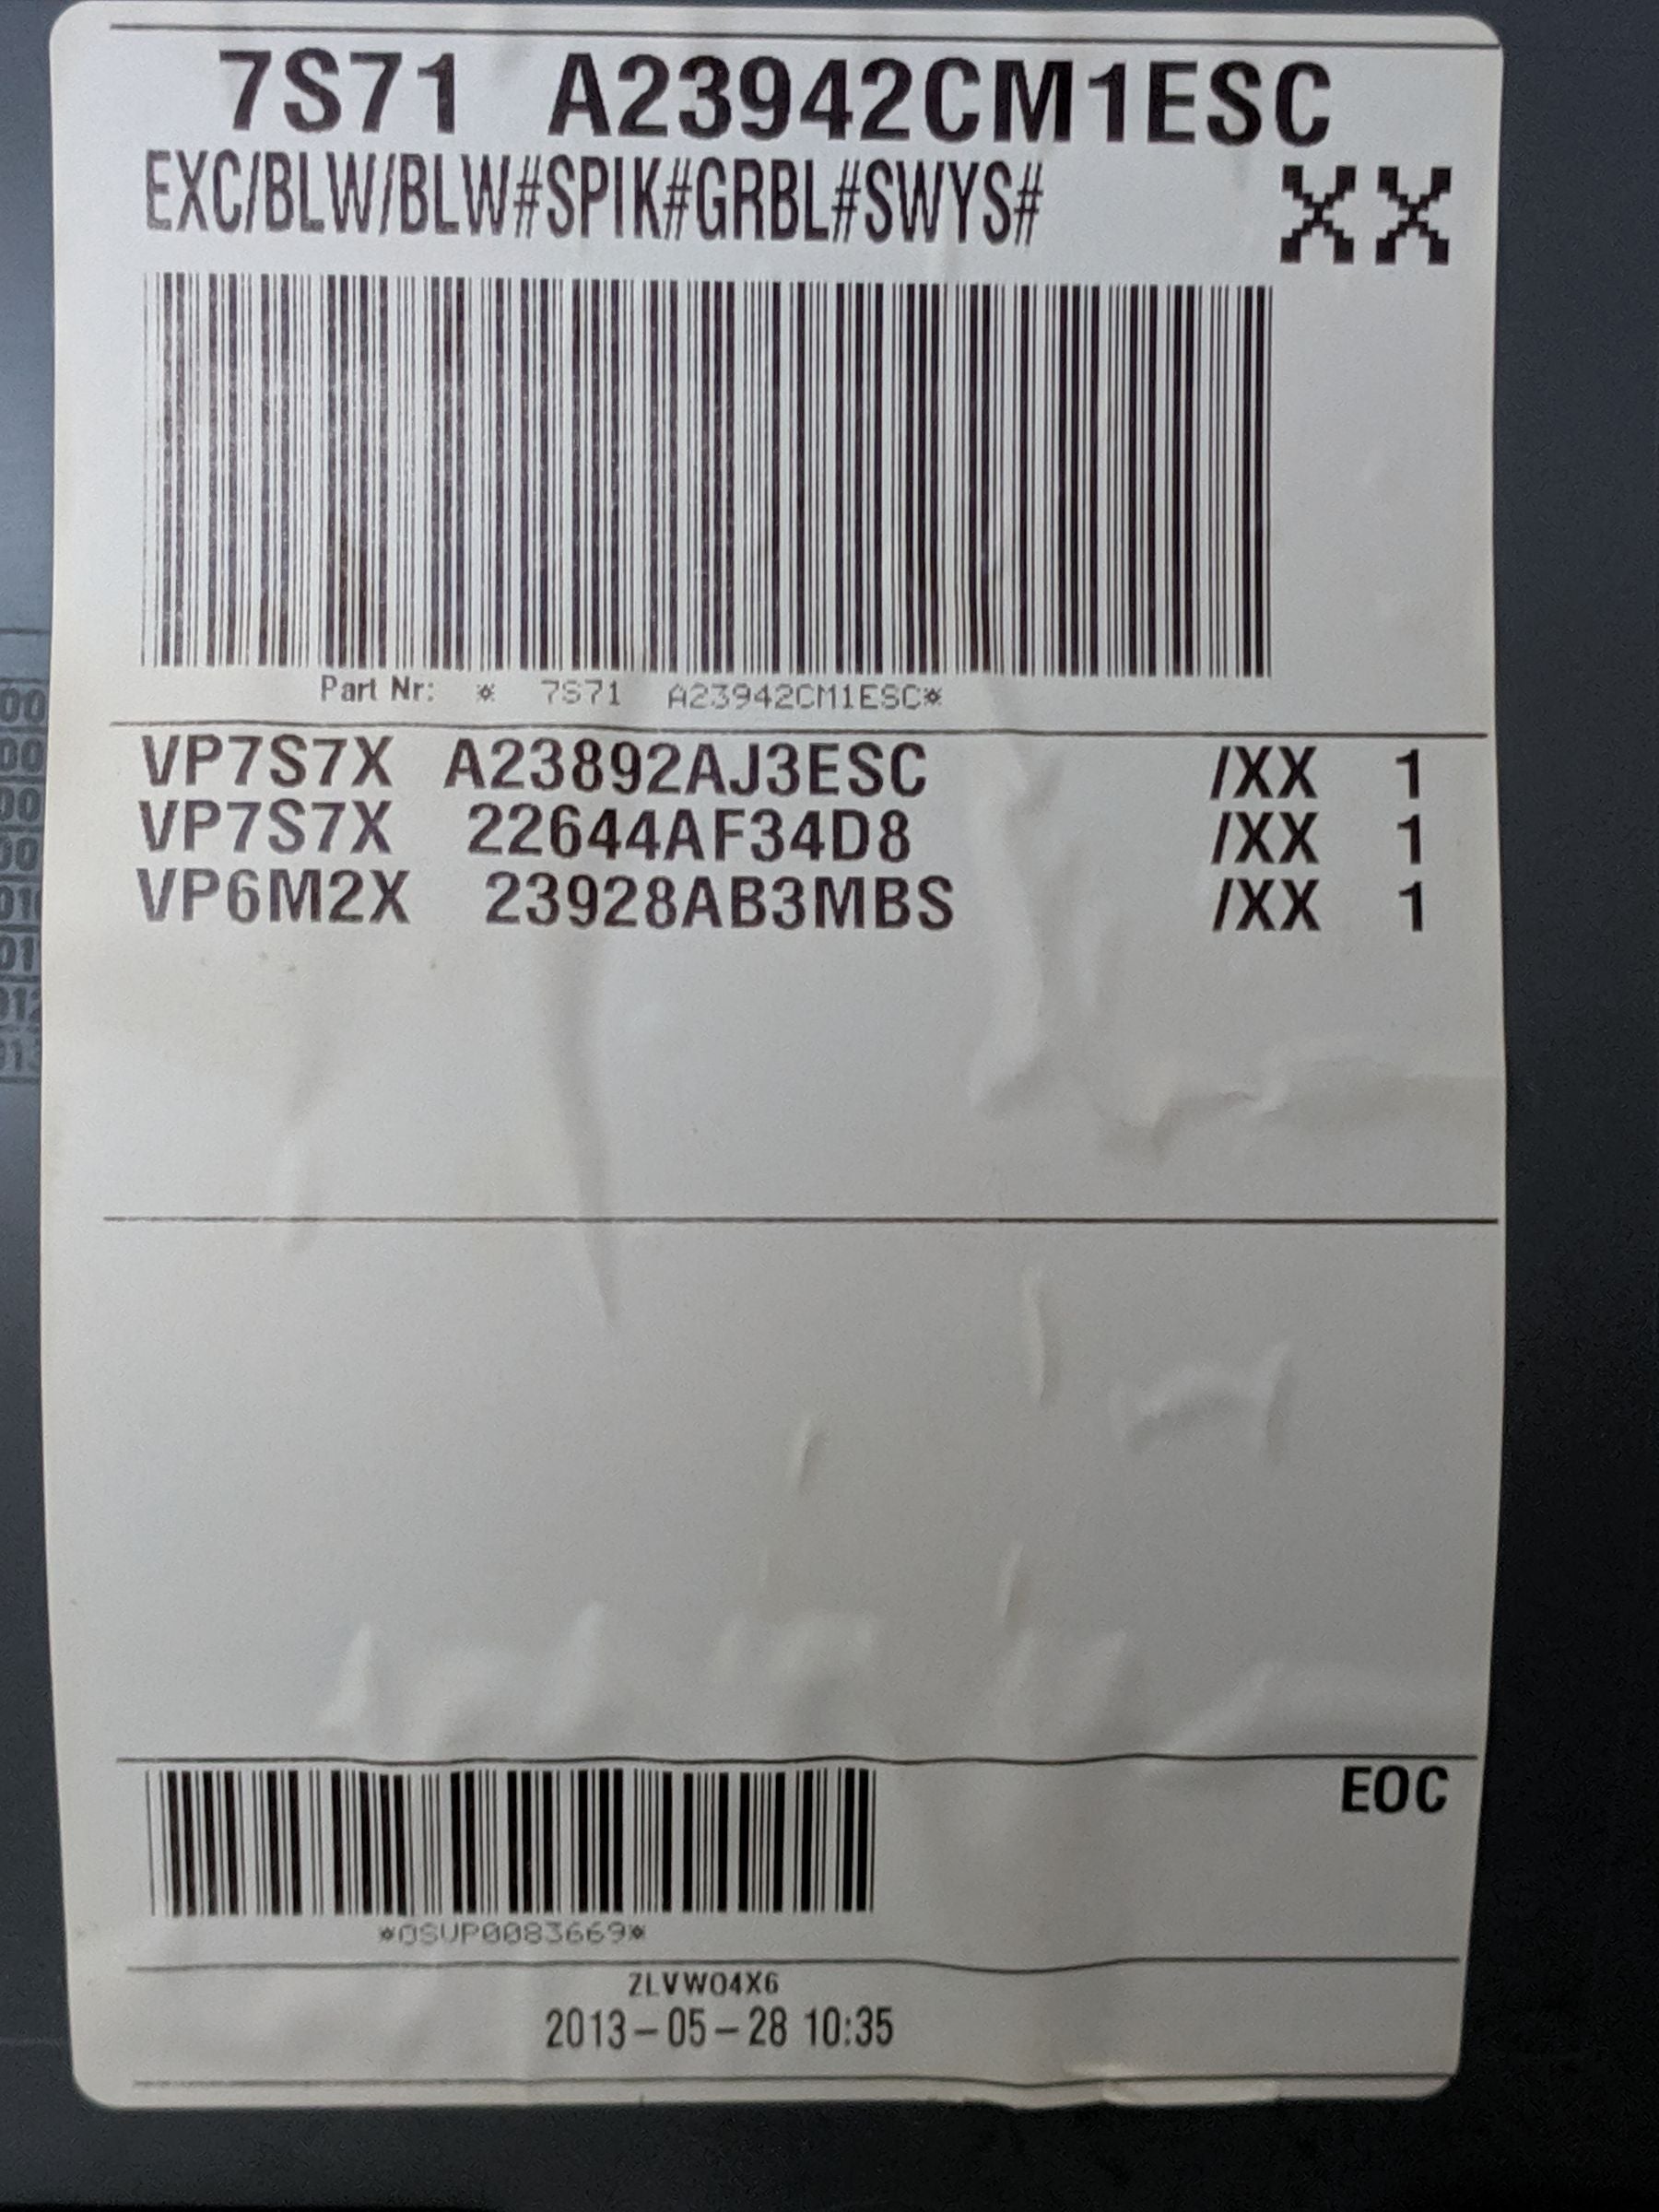 7S71 A23942CM1ESC
EXC/BLW/BLW#SPIK#GRBL#SWYS#
XX
Part Nr: * 7S71 A23942CM1ESC*
VP7S7X A23892AJ3ESC /XX 1
VP7S7X 22644AF34D8 /XX 1
VP6M2X 23928AB3MBS /XX 1
EOC
*OSVP0083669*
ZLVW04X6
2013-05-28 10:35